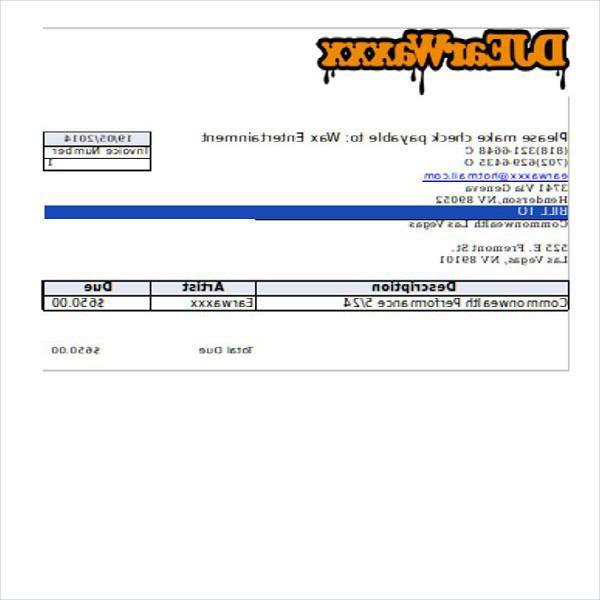 DJEarWaxxx
Please make check payable to: Wax Entertainment
19/05/2014
(818)321-6648 C
Invoice Number
(702)629-6435 O
1
earwaxxx@hotmail.com
3741 Via Geneva
Henderson,NV 89052
BILL TO
Commonwealth Las Vegas
525 E. Fremont St.
Las Vegas, NV 89101
Description Artist Due
Commonwealth Performance 5/24 Earwaxxx $650.00
Total Due $650.00